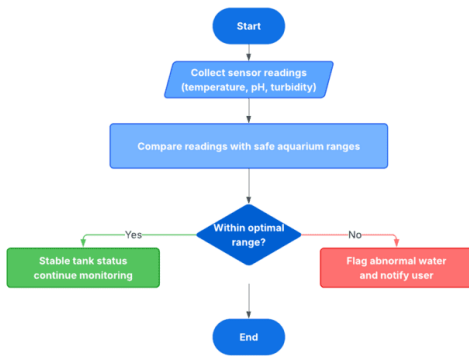 Start
Collect sensor readings
(temperature, pH, turbidity)
Compare readings with safe aquarium ranges
Within optimal
range?
Yes
No
Stable tank status
continue monitoring
Flag abnormal water
and notify user
End